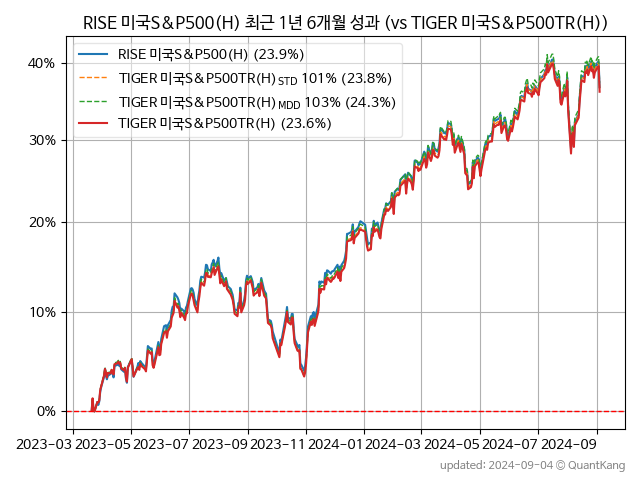 RISE 미국S&P500(H) 최근 1년 6개월 성과 (vs TIGER 미국S&P500TR(H))
RISE 미국S&P500(H) (23.9%)
TIGER 미국S&P500TR(H) STD 101% (23.8%)
TIGER 미국S&P500TR(H) MDD 103% (24.3%)
TIGER 미국S&P500TR(H) (23.6%)
40%
30%
20%
10%
0%
2023-03 2023-05 2023-07 2023-09 2023-11 2024-01 2024-03 2024-05 2024-07 2024-09
updated: 2024-09-04 © QuantKang